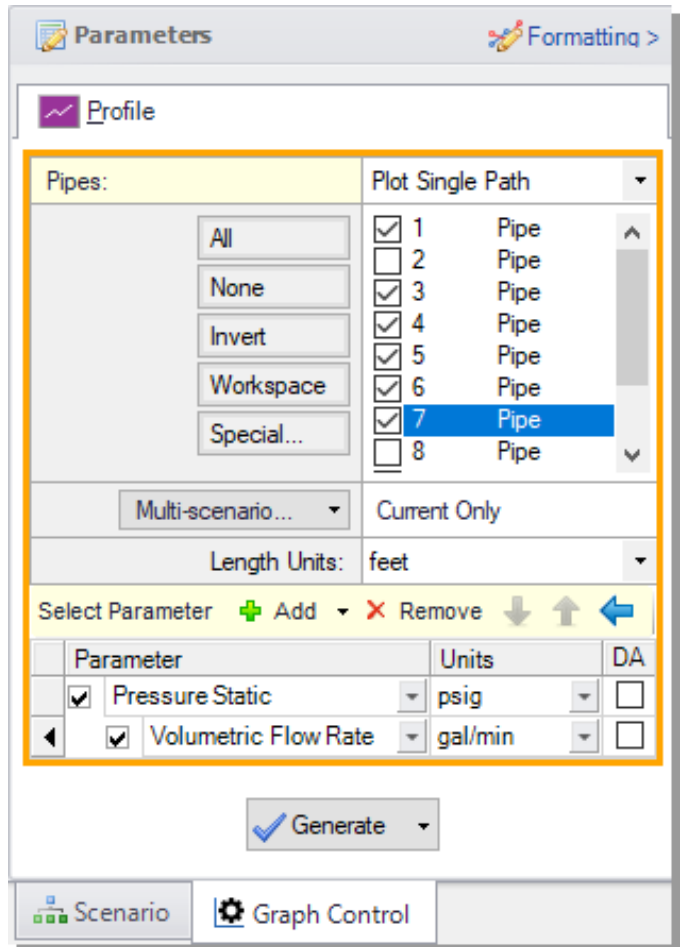 Parameters Formatting >
Profile
Pipes: Plot Single Path
All
None
Invert
Workspace
Special...
1 Pipe
2 Pipe
3 Pipe
4 Pipe
5 Pipe
6 Pipe
7 Pipe
8 Pipe
Multi-scenario... Current Only
Length Units: feet
Select Parameter Add Remove
Parameter Units DA
Pressure Static psig
Volumetric Flow Rate gal/min
Generate
Scenario Graph Control